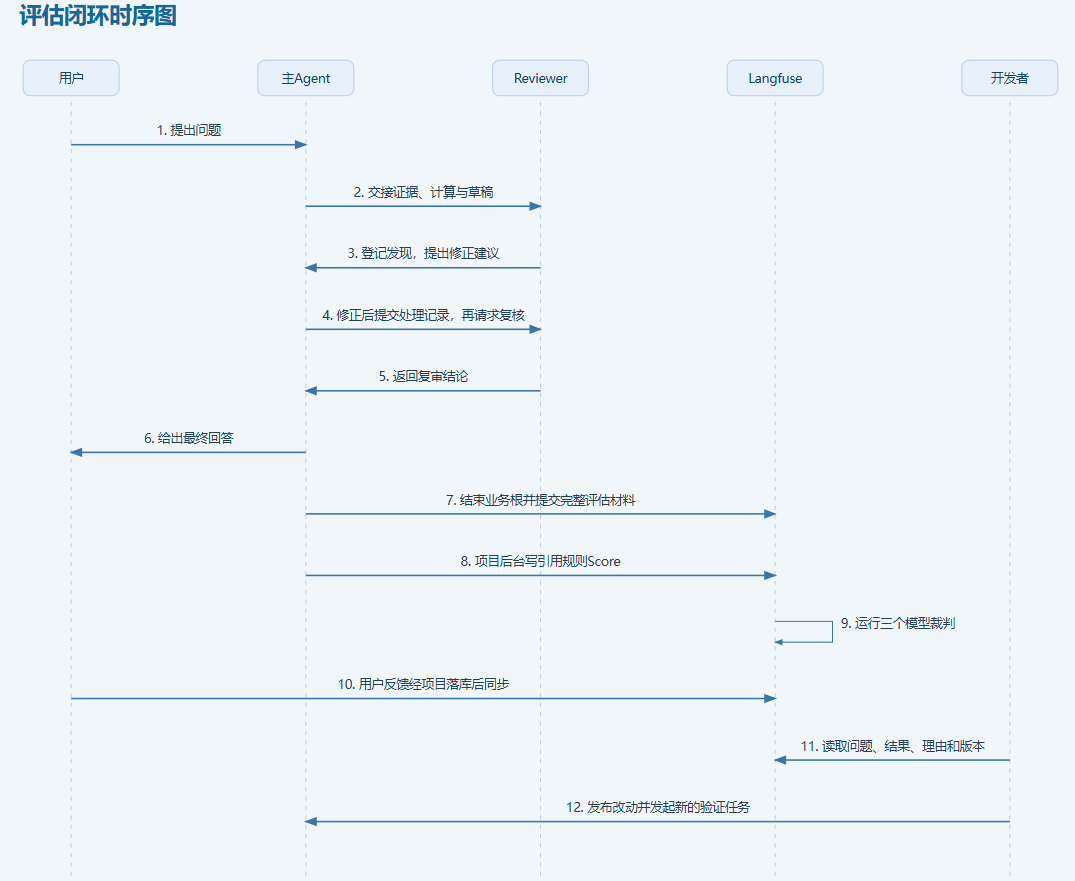 评估闭环时序图
用户
主Agent
Reviewer
Langfuse
开发者
1. 提出问题
2. 交接证据、计算与草稿
3. 登记发现，提出修正建议
4. 修正后提交处理记录，再请求复核
5. 返回复审结论
6. 给出最终回答
7. 结束业务根并提交完整评估材料
8. 项目后台写引用规则Score
9. 运行三个模型裁判
10. 用户反馈经项目落库后同步
11. 读取问题、结果、理由和版本
12. 发布改动并发起新的验证任务